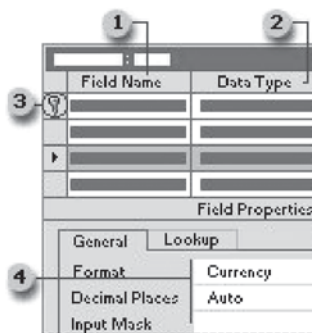 1
2
Field Name Data Type
3
Field Properties
General Lookup
4
Format Currency
Decimal Places Auto
Input Mask